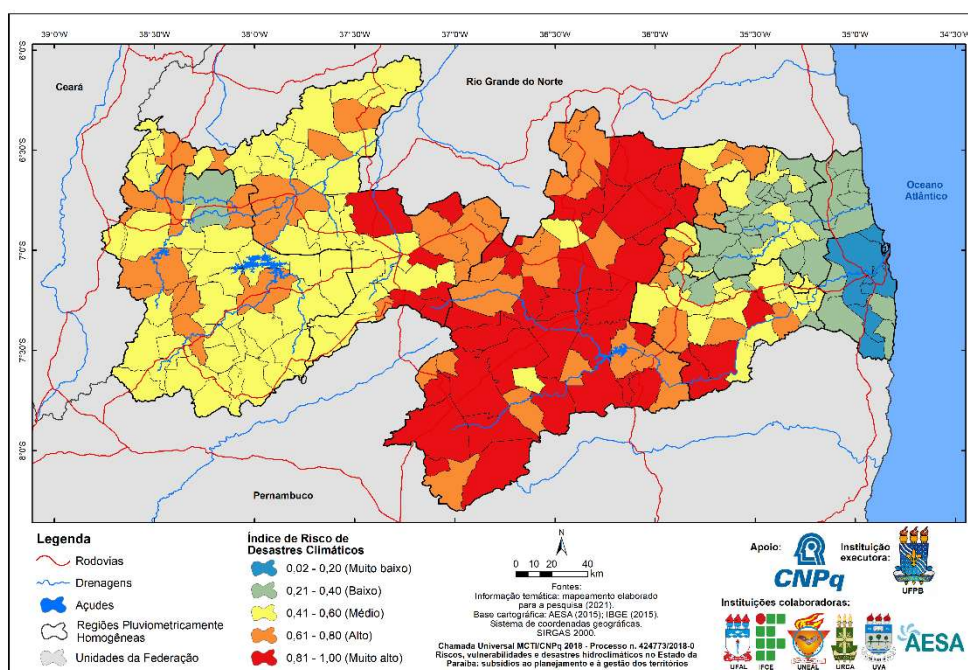 39°0'W 38°30'W 38°0'W 37°30'W 37°0'W 36°30'W 36°0'W 35°30'W 35°0'W 34°30'W
6°0'S
6°30'S
7°0'S
7°30'S
8°0'S
Ceará
Rio Grande do Norte
Oceano
Atlântico
Pernambuco
Legenda
Rodovias
Drenagens
Açudes
Regiões Pluviometricamente
Homogêneas
Unidades da Federação
Índice de Risco de
Desastres Climáticos
0,02 - 0,20 (Muito baixo)
0,21 - 0,40 (Baixo)
0,41 - 0,60 (Médio)
0,61 - 0,80 (Alto)
0,81 - 1,00 (Muito alto)
N
0 10 20 40
km
Fontes:
Informação temática: mapeamento elaborado
para a pesquisa (2021).
Base cartográfica: AESA (2015); IBGE (2015).
Sistema de coordenadas geográficas.
SIRGAS 2000.
Chamada Universal MCTI/CNPq 2018 - Processo n. 424773/2018-0
Riscos, vulnerabilidades e desastres hidroclimáticos no Estado da
Paraíba: subsídios ao planejamento e à gestão dos territórios
Apoio:
CNPq
Instituição
executora:
UFPB
Instituições colaboradoras:
UFAL IFCE UNEAL URCA UVA
AESA